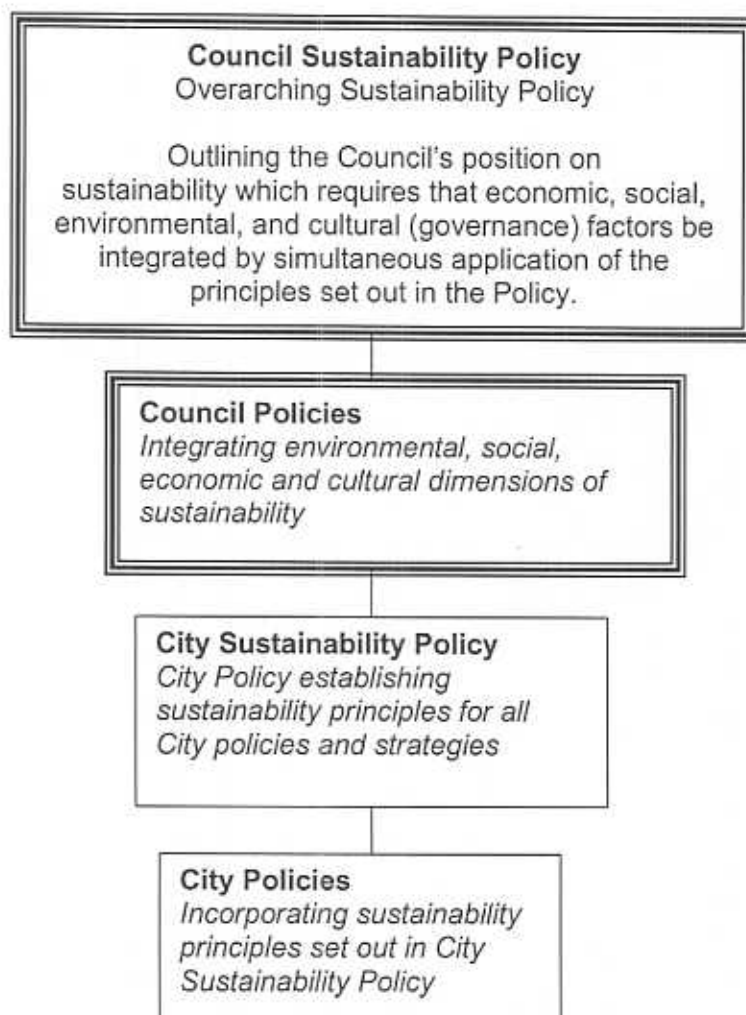 Council Sustainability Policy
Overarching Sustainability Policy
Outlining the Council's position on
sustainability which requires that economic, social,
environmental, and cultural (governance) factors be
integrated by simultaneous application of the
principles set out in the Policy.
Council Policies
Integrating environmental, social,
economic and cultural dimensions of
sustainability
City Sustainability Policy
City Policy establishing
sustainability principles for all
City policies and strategies
City Policies
Incorporating sustainability
principles set out in City
Sustainability Policy